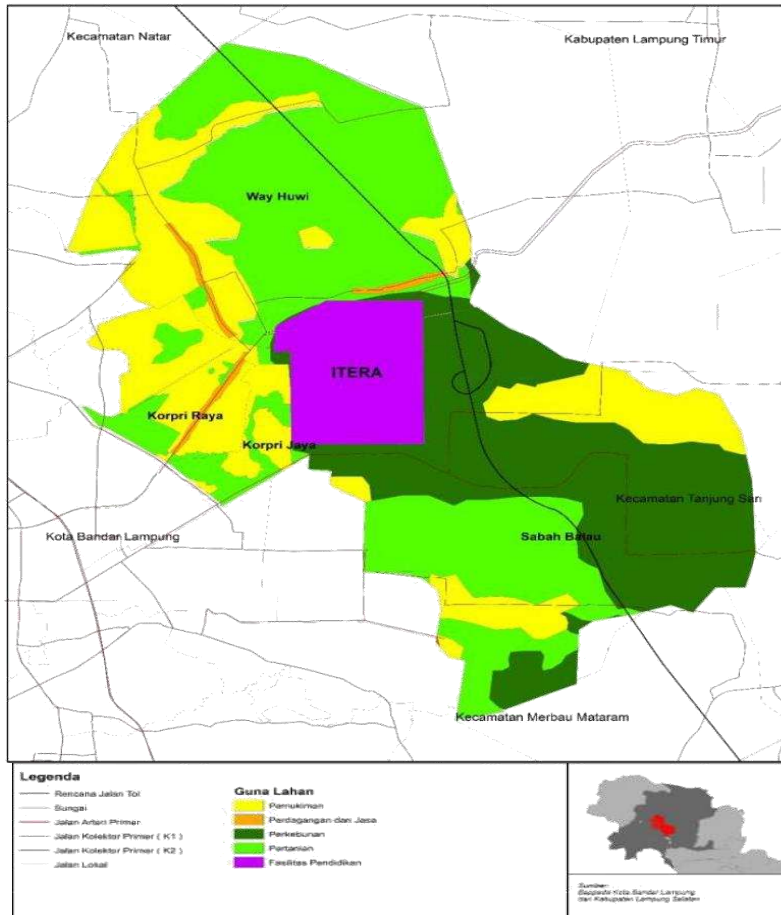 Kecamatan Natar
Kabupaten Lampung Timur
Way Huwi
ITERA
Korpri Raya
Korpri Jaya
Kecamatan Tanjung Sari
Kota Bandar Lampung
Sabah Balau
Kecamatan Merbau Mataram
Legenda
Rencana Jalan Tol
Sungai
Jalan Arteri Primer
Jalan Kolektor Primer ( K1 )
Jalan Kolektor Primer ( K2 )
Jalan Lokal
Guna Lahan
Pemukiman
Perdagangan dan Jasa
Perkebunan
Pertanian
Fasilitas Pendidikan
Sumber:
Bappeda Kota Bandar Lampung
dan Kabupaten Lampung Selatan